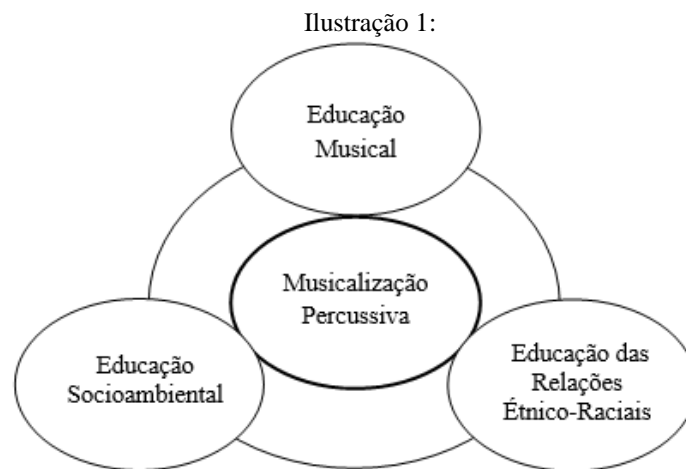 Ilustração 1:
Educação
Musical
Musicalização
Percussiva
Educação
Socioambiental
Educação das
Relações
Étnico-Raciais